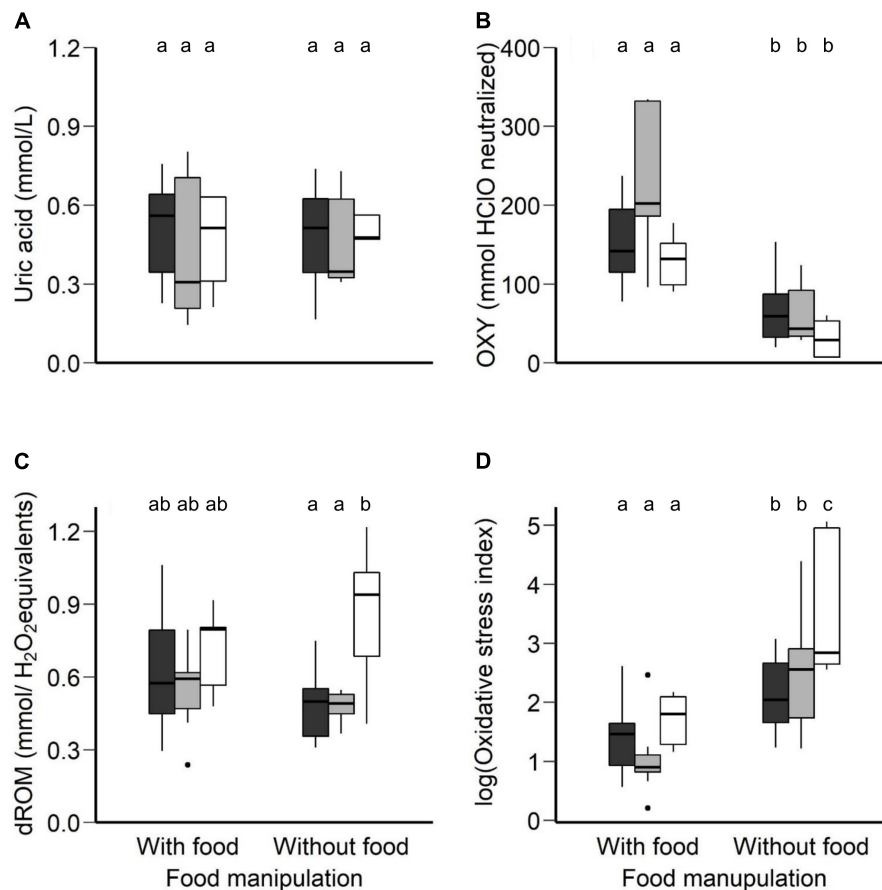 A
B
Uric acid (mmol/L)
1.2
0.9
0.6
0.3
0.0
a a a
a a a
OXY (mmol HClO neutralized)
400
300
200
100
0
a a a
b b b
C
D
dROM (mmol/ H₂O₂equivalents)
1.2
0.9
0.6
0.3
0.0
ab ab ab
a a b
With food
Without food
Food manipulation
log(Oxidative stress index)
5
4
3
2
1
0
a a a
b b c
With food
Without food
Food manupulation